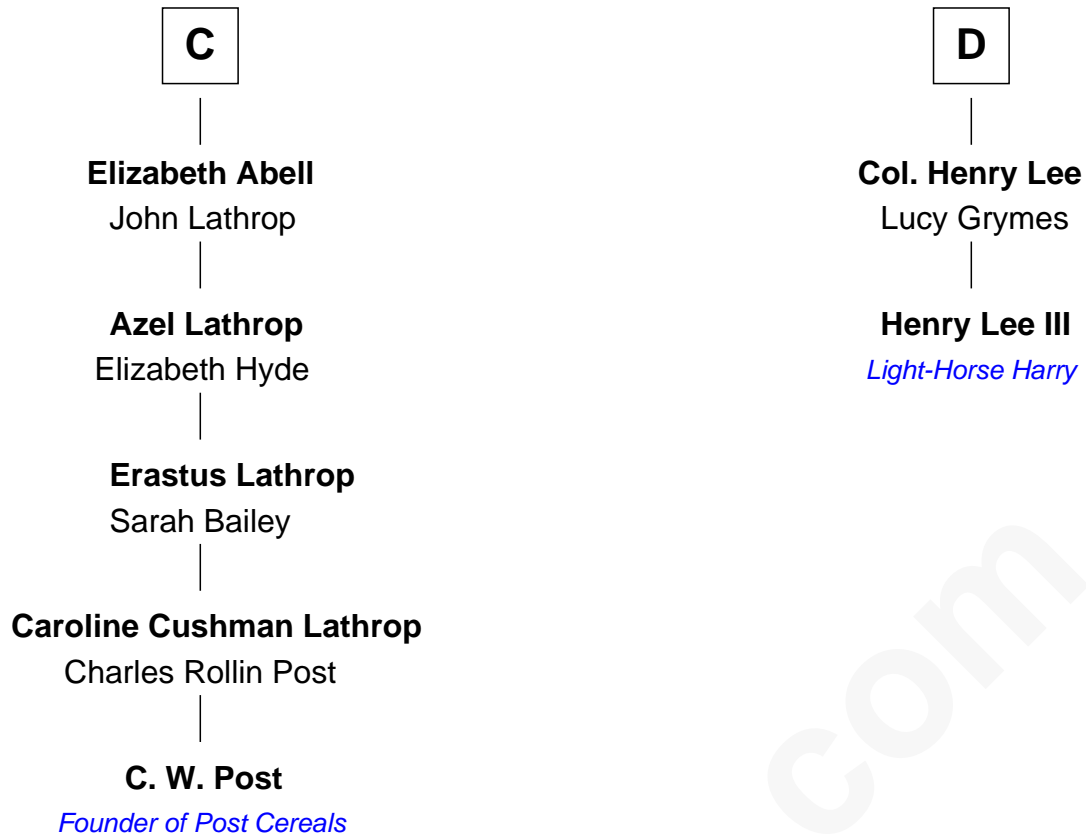 C
Elizabeth Abell
John Lathrop
Azel Lathrop
Elizabeth Hyde
Erastus Lathrop
Sarah Bailey
Caroline Cushman Lathrop
Charles Rollin Post
C. W. Post
Founder of Post Cereals
D
Col. Henry Lee
Lucy Grymes
Henry Lee III
Light-Horse Harry
com